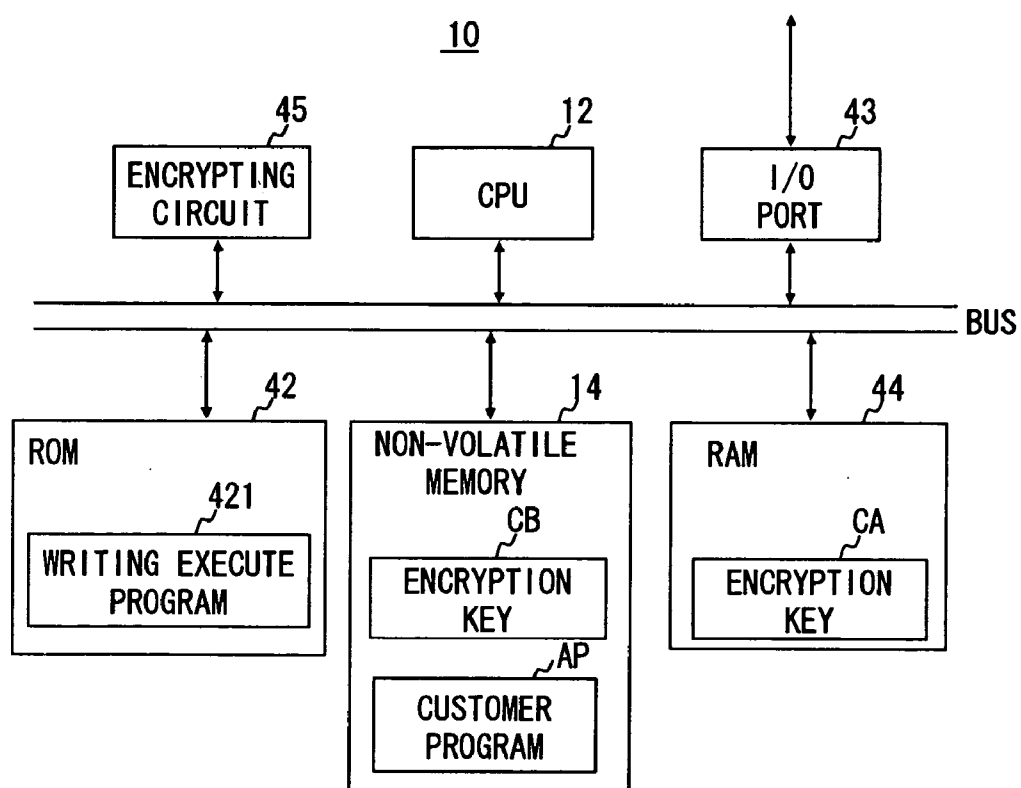 10
45
12
43
ENCRYPTING
CIRCUIT
CPU
I/O
PORT
BUS
42
14
44
ROM
NON-VOLATILE
MEMORY
RAM
421
CB
CA
WRITING EXECUTE
PROGRAM
ENCRYPTION
KEY
ENCRYPTION
KEY
AP
CUSTOMER
PROGRAM